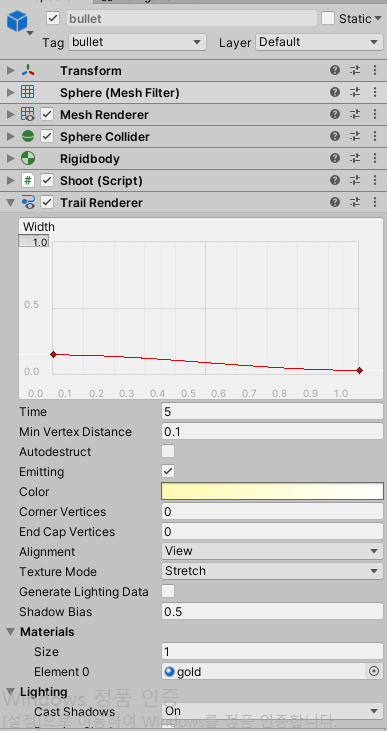 bullet Static
Tag bullet Layer Default
Transform
Sphere (Mesh Filter)
Mesh Renderer
Sphere Collider
Rigidbody
# Shoot (Script)
Trail Renderer
Width
1.0
0.5
0.0
0.0 0.1 0.2 0.3 0.4 0.5 0.6 0.7 0.8 0.9 1.0
Time 5
Min Vertex Distance 0.1
Autodestruct
Emitting
Color
Corner Vertices 0
End Cap Vertices 0
Alignment View
Texture Mode Stretch
Generate Lighting Data
Shadow Bias 0.5
Materials
Size 1
Element 0 gold
Windows 정품 인증
Lighting
Cast Shadows On
[설정]으로 이동하여 Windows를 정품 인증합니다.